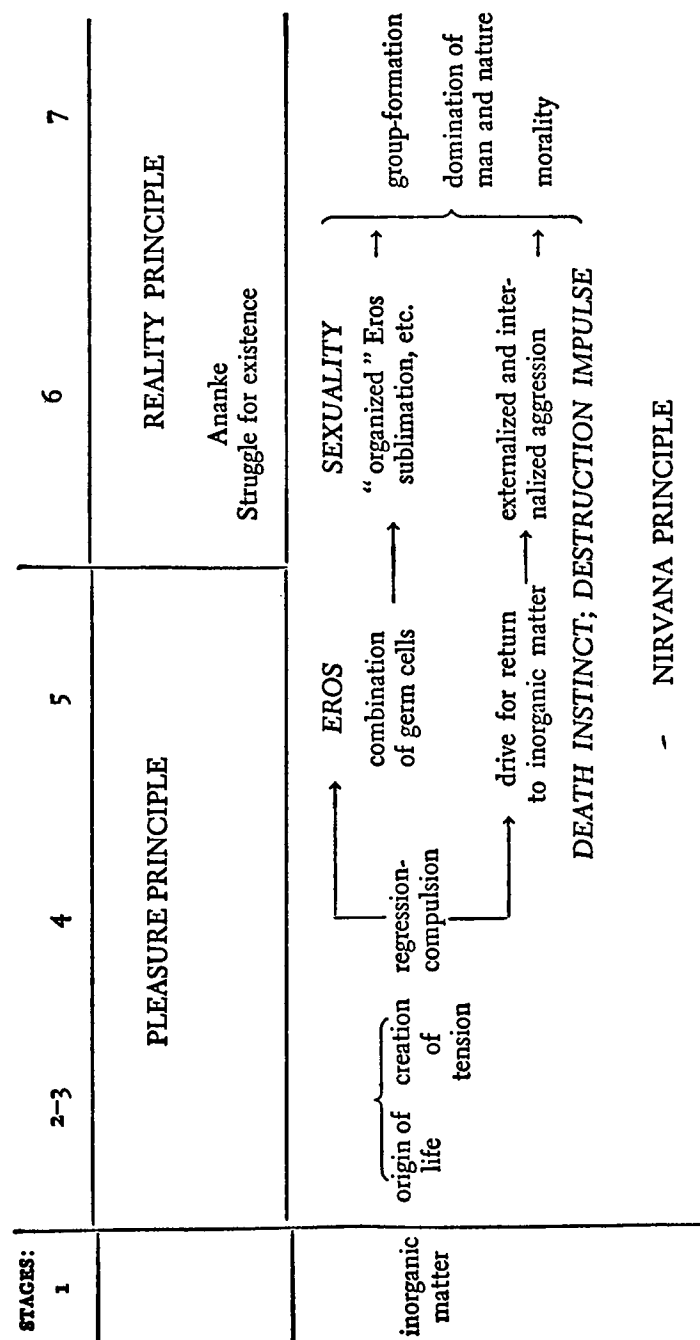 STAGES:
1 2–3 4 5 6 7
PLEASURE PRINCIPLE REALITY PRINCIPLE
Ananke
Struggle for existence
EROS SEXUALITY
combination
of germ cells
“ organized ” Eros
sublimation, etc.
group-formation
inorganic
matter
origin of
life
creation
of
tension
regression-
compulsion
domination of
man and nature
drive for return
to inorganic matter
externalized and inter-
nalized aggression
morality
DEATH INSTINCT; DESTRUCTION IMPULSE
NIRVANA PRINCIPLE